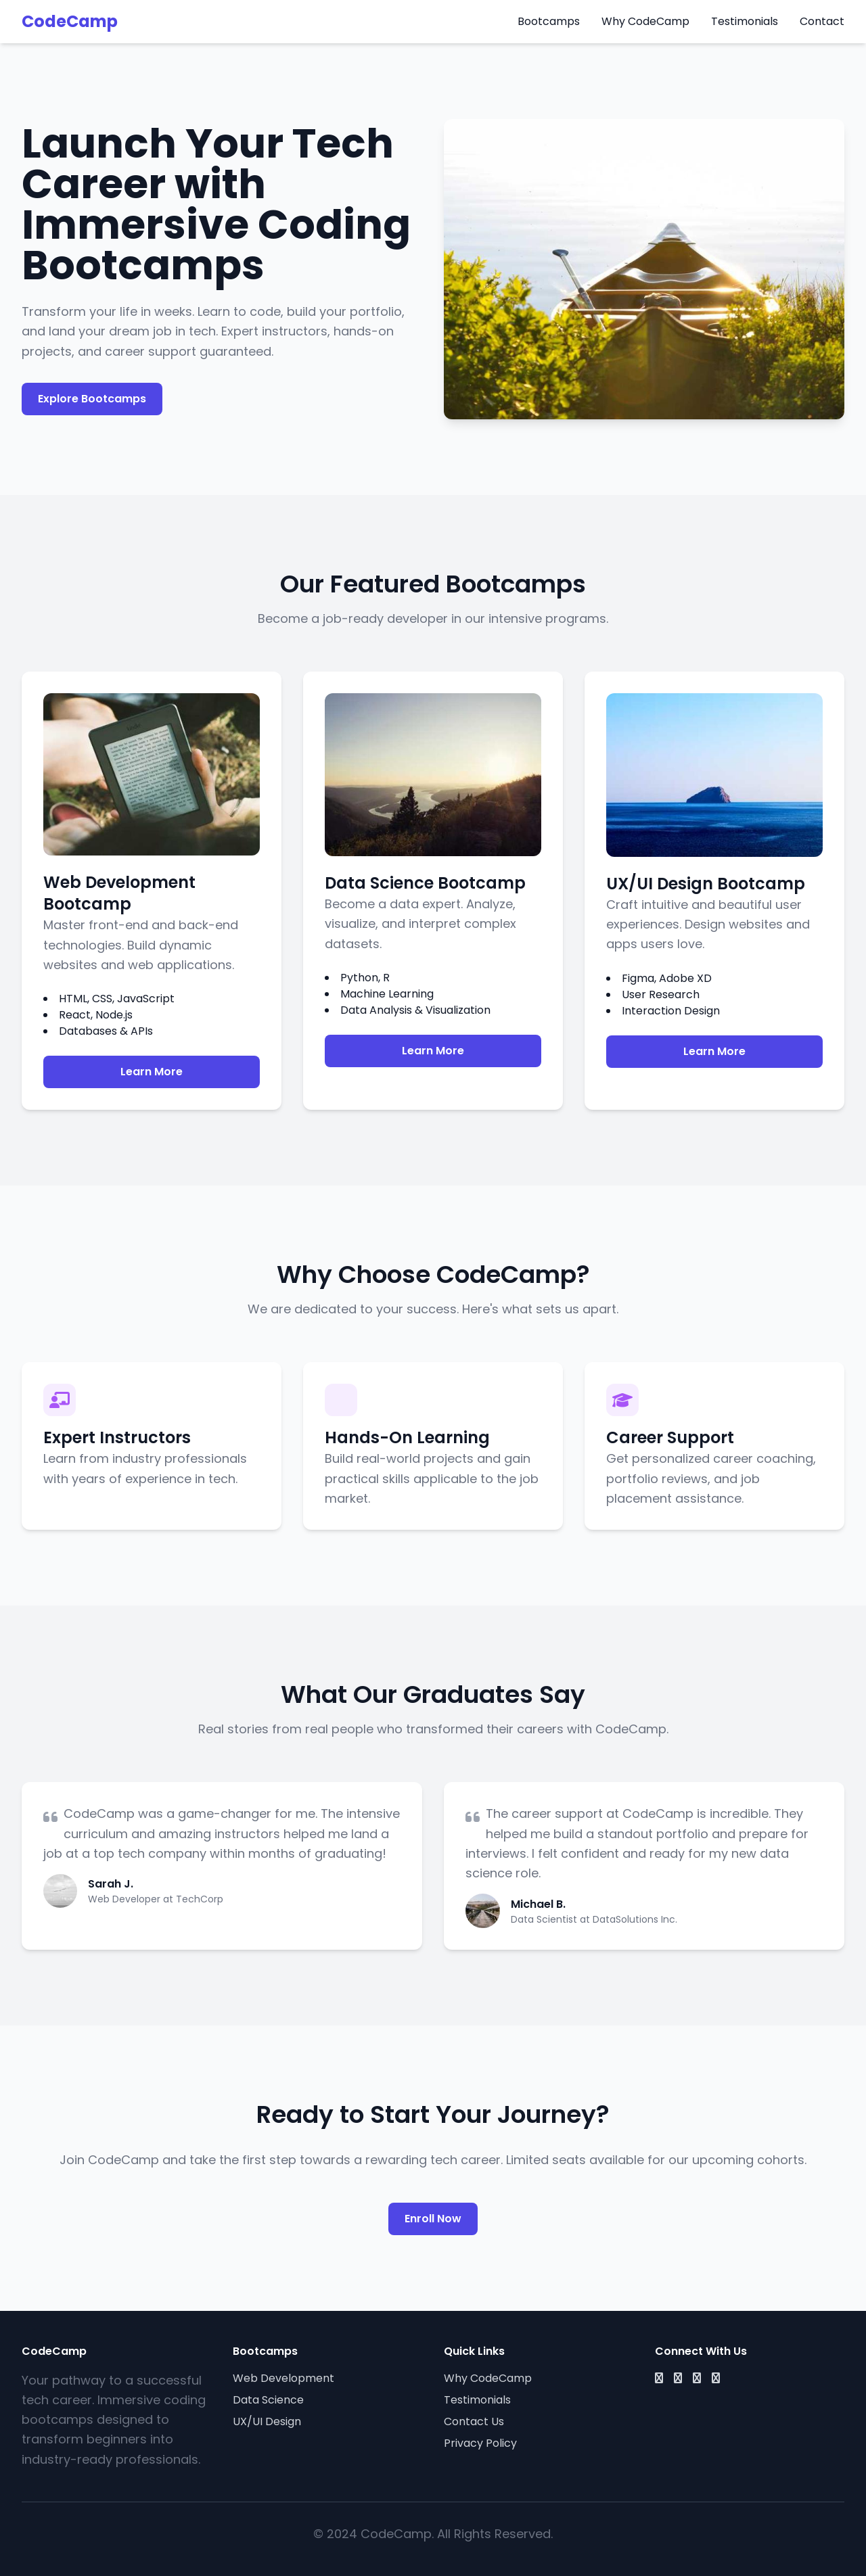 CodeCamp
Bootcamps
Why CodeCamp
Testimonials
Contact
Launch Your Tech
Career with
Immersive Coding
Bootcamps
Transform your life in weeks. Learn to code, build your portfolio,
and land your dream job in tech. Expert instructors, hands-on
projects, and career support guaranteed.
Explore Bootcamps
Our Featured Bootcamps
Become a job-ready developer in our intensive programs.
Web Development
Bootcamp
Master front-end and back-end
technologies. Build dynamic
websites and web applications.
• HTML, CSS, JavaScript
• React, Node.js
• Databases & APIs
Learn More
Data Science Bootcamp
Become a data expert. Analyze,
visualize, and interpret complex
datasets.
• Python, R
• Machine Learning
• Data Analysis & Visualization
Learn More
UX/UI Design Bootcamp
Craft intuitive and beautiful user
experiences. Design websites and
apps users love.
• Figma, Adobe XD
• User Research
• Interaction Design
Learn More
Why Choose CodeCamp?
We are dedicated to your success. Here's what sets us apart.
Expert Instructors
Learn from industry professionals
with years of experience in tech.
Hands-On Learning
Build real-world projects and gain
practical skills applicable to the job
market.
Career Support
Get personalized career coaching,
portfolio reviews, and job
placement assistance.
What Our Graduates Say
Real stories from real people who transformed their careers with CodeCamp.
CodeCamp was a game-changer for me. The intensive
curriculum and amazing instructors helped me land a
job at a top tech company within months of graduating!
Sarah J.
Web Developer at TechCorp
The career support at CodeCamp is incredible. They
helped me build a standout portfolio and prepare for
interviews. I felt confident and ready for my new data
science role.
Michael B.
Data Scientist at DataSolutions Inc.
Ready to Start Your Journey?
Join CodeCamp and take the first step towards a rewarding tech career. Limited seats available for our upcoming cohorts.
Enroll Now
CodeCamp
Your pathway to a successful
tech career. Immersive coding
bootcamps designed to
transform beginners into
industry-ready professionals.
Bootcamps
Web Development
Data Science
UX/UI Design
Quick Links
Why CodeCamp
Testimonials
Contact Us
Privacy Policy
Connect With Us
© 2024 CodeCamp. All Rights Reserved.